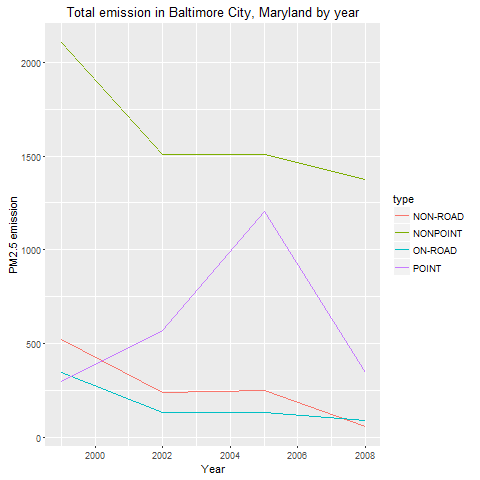 Total emission in Baltimore City, Maryland by year
2000
1500
1000
500
0
PM2.5 emission
2000
2002
2004
2006
2008
Year
type
NON-ROAD
NONPOINT
ON-ROAD
POINT